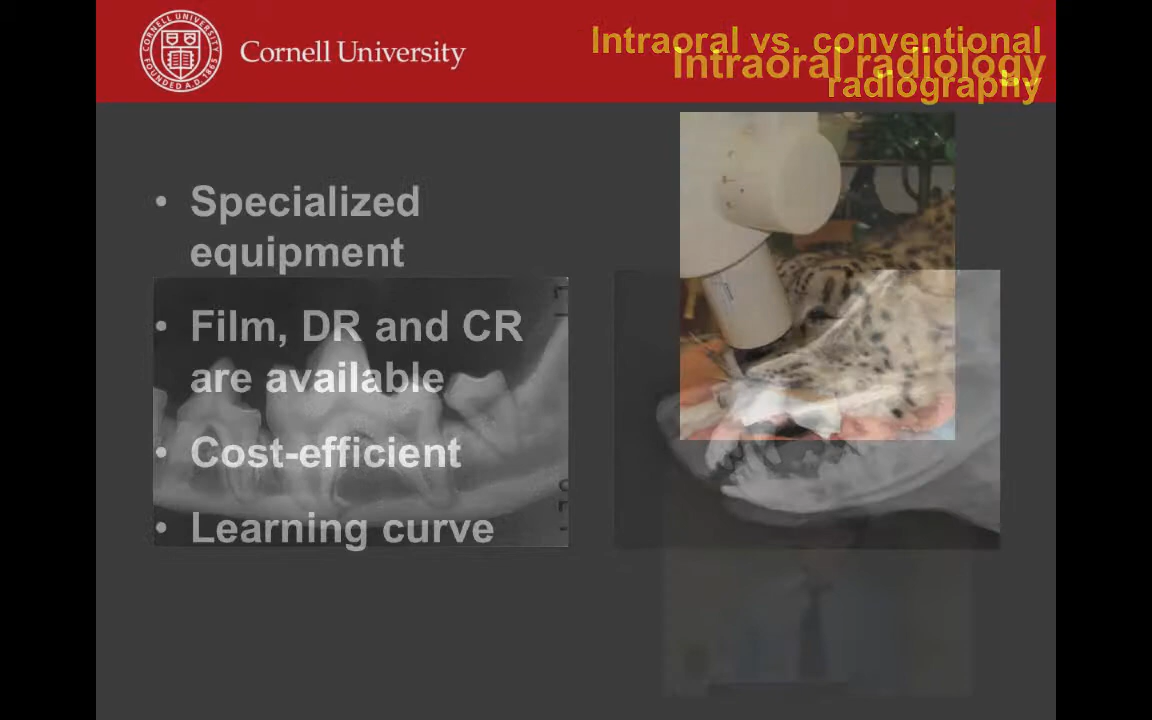 Cornell University
Intraoral vs. conventional
Intraoral radiology
radiography
• Specialized
equipment
• Film, DR and CR
are available
• Cost-efficient
• Learning curve